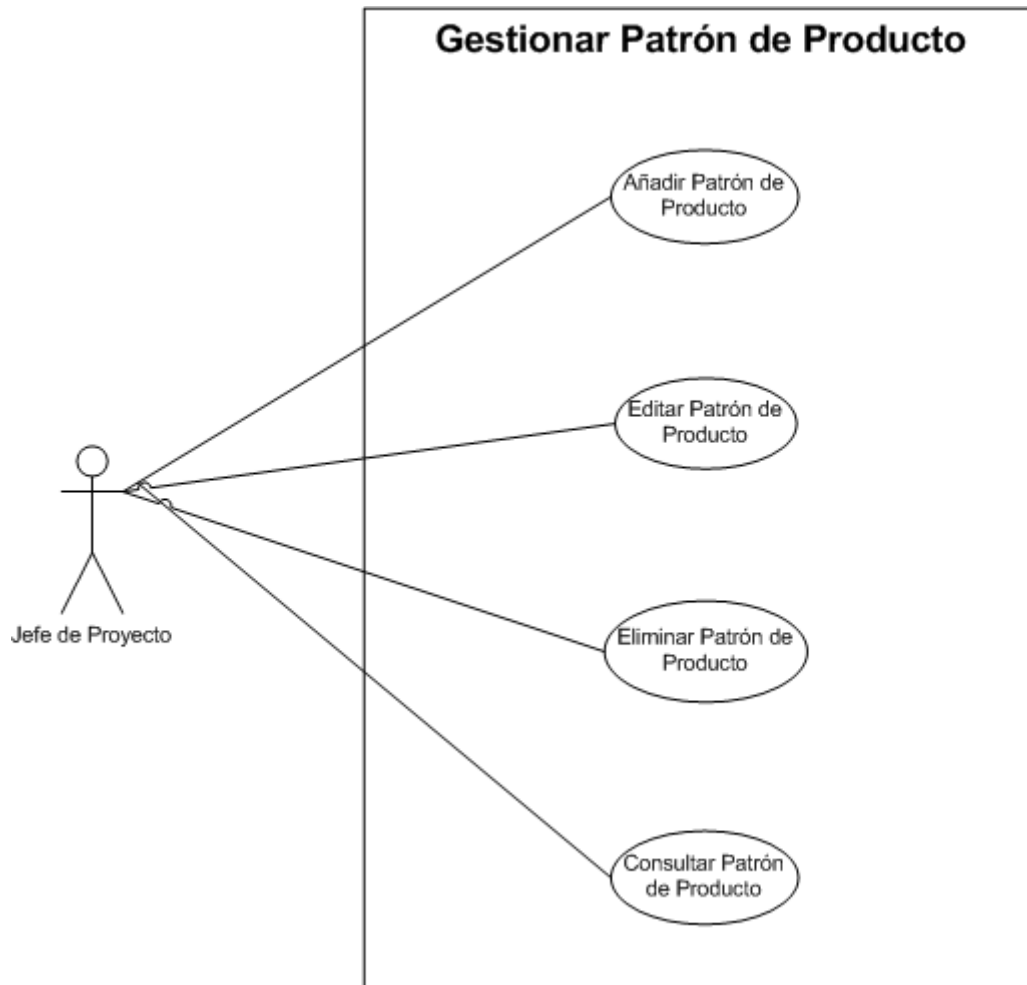 Gestionar Patrón de Producto
Añadir Patrón de
Producto
Editar Patrón de
Producto
Jefe de Proyecto
Eliminar Patrón de
Producto
Consultar Patrón
de Producto